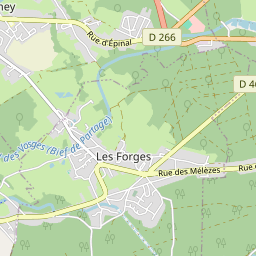 ney
Rue d'Épinal
D 266
D 46
des Vosges (Bief de Partage)
Les Forges
Rue des Mélèzes
Rue